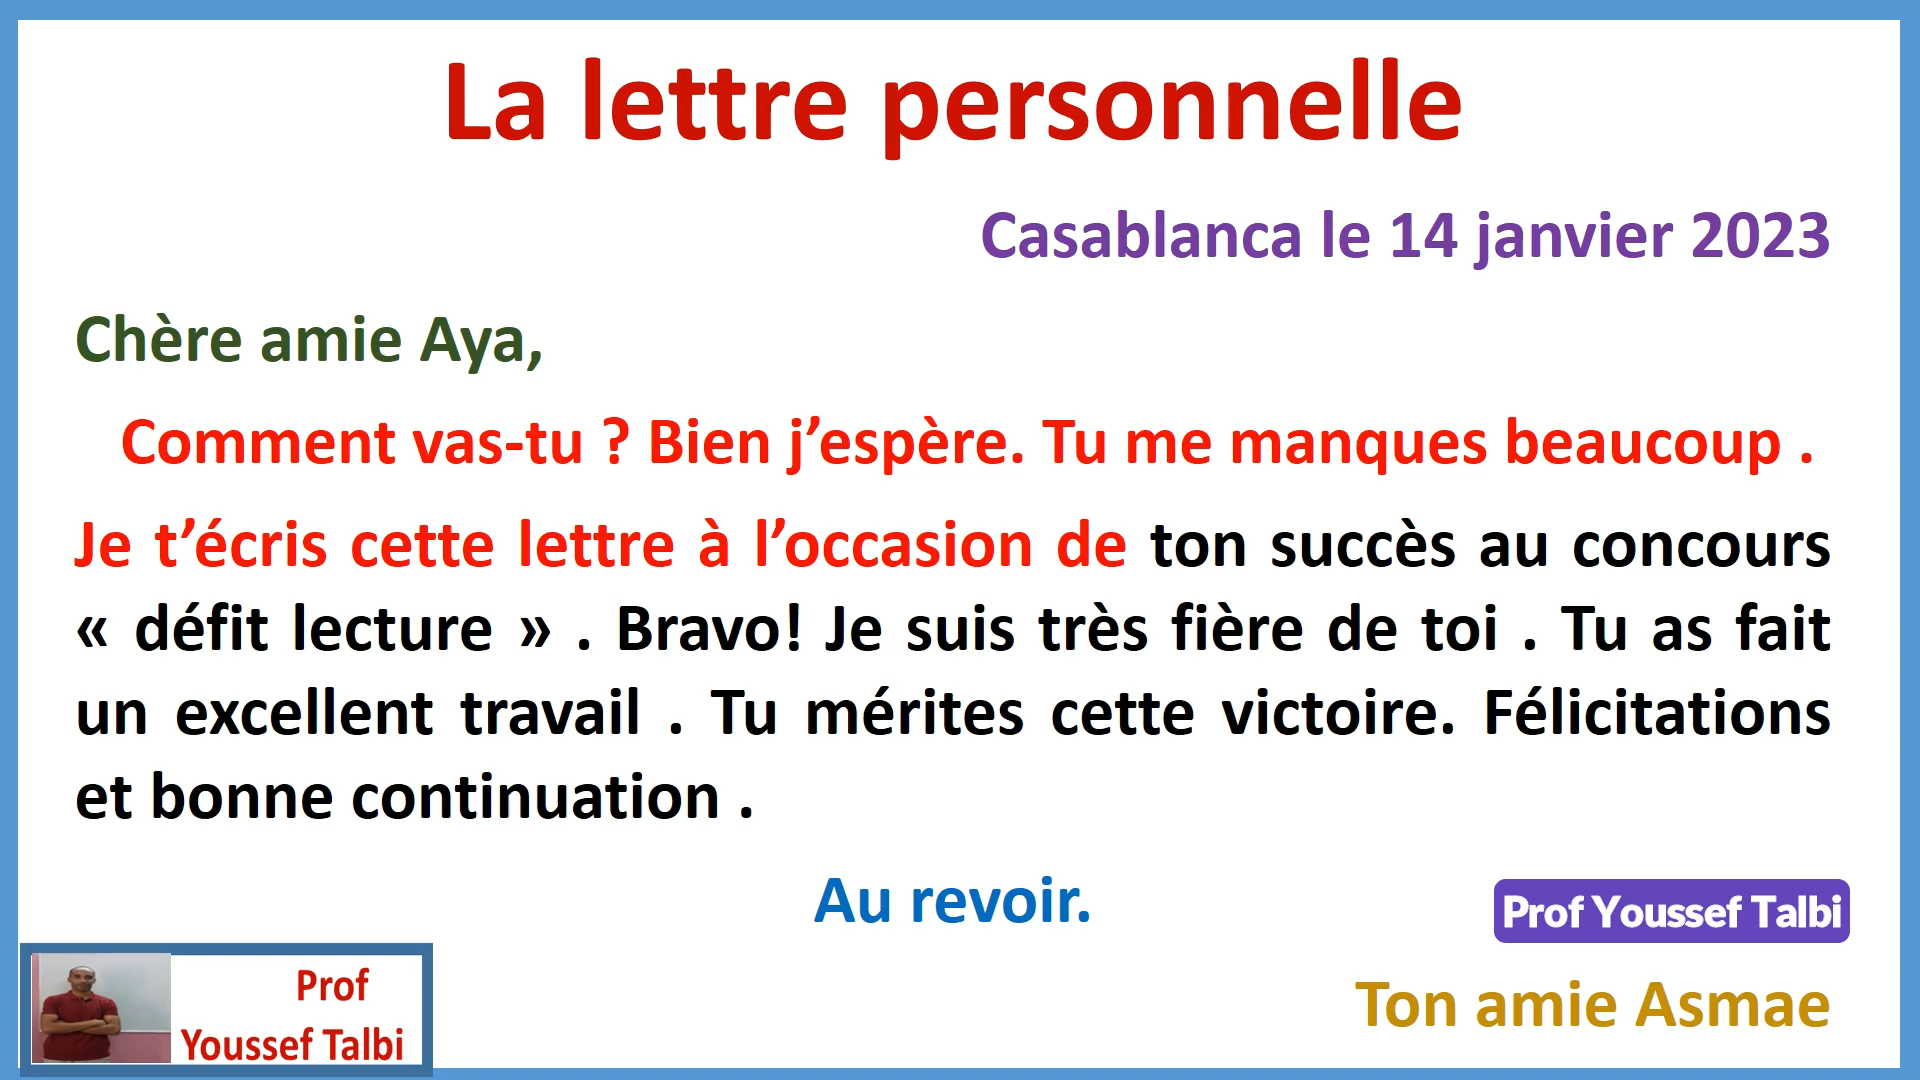 La lettre personnelle
Casablanca le 14 janvier 2023
Chère amie Aya,
Comment vas-tu ? Bien j’espère. Tu me manques beaucoup .
Je t’écris cette lettre à l’occasion de ton succès au concours
« défit lecture » . Bravo! Je suis très fière de toi . Tu as fait
un excellent travail . Tu mérites cette victoire. Félicitations
et bonne continuation .
Au revoir.
Prof Youssef Talbi
Ton amie Asmae
Prof
Youssef Talbi